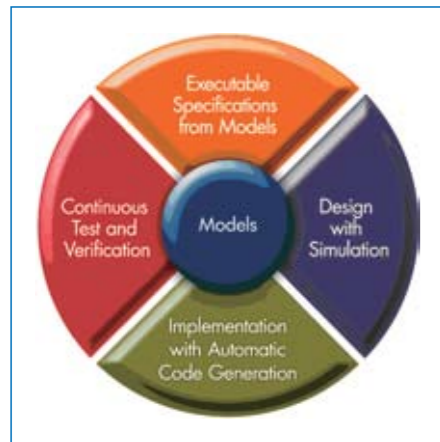 Executable
Specifications
from Models
Continuous
Test and
Verification
Models
Design
with
Simulation
Implementation
with Automatic
Code Generation